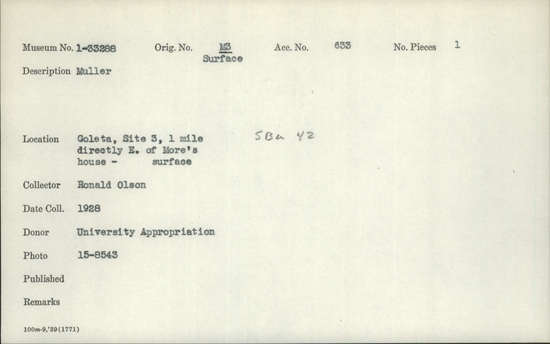 Museum No. 1-33288 Orig. No. M3 Acc. No. 633 No. Pieces 1
Surface
Description Muller
Location Goleta, Site 3, 1 mile SBa 42
directly E. of More's
house - surface
Collector Ronald Olson
Date Coll. 1928
Donor University Appropriation
Photo 15-8543
Published
Remarks
100m-9,'39(1771)